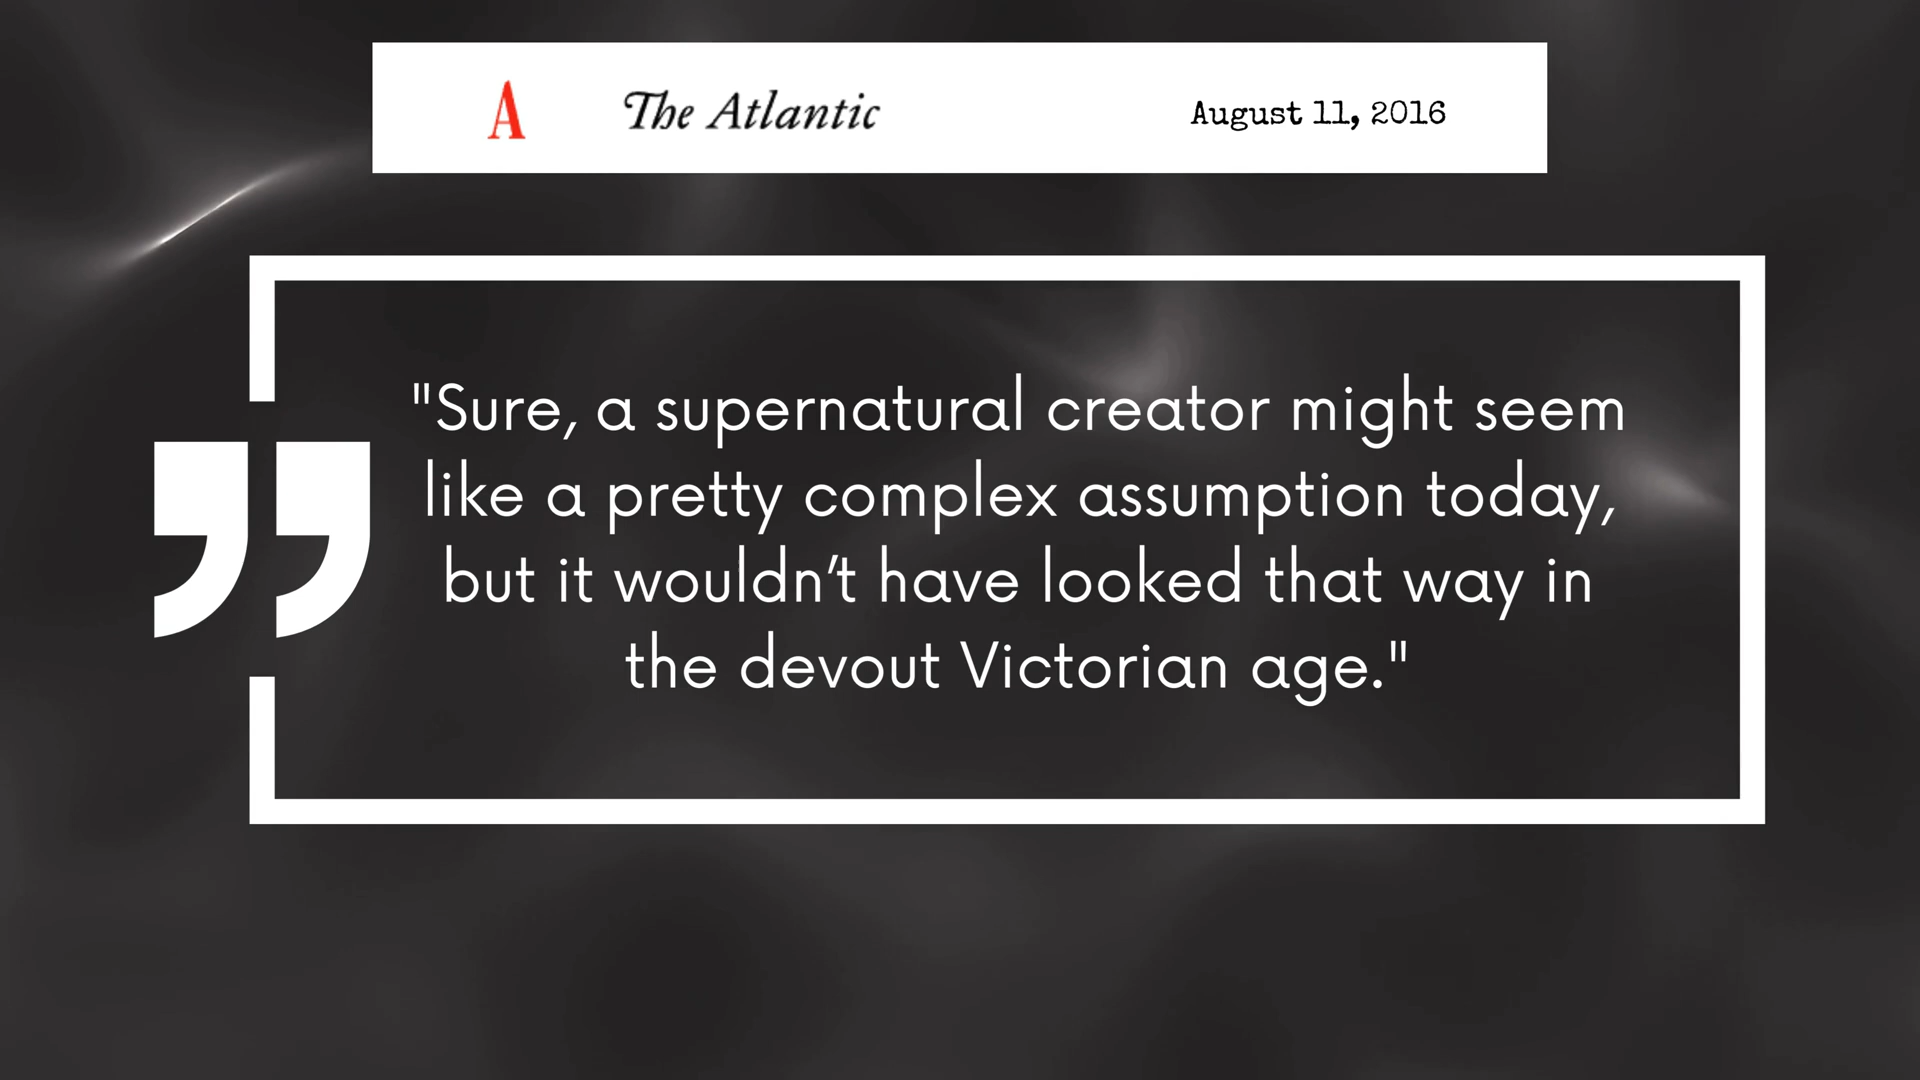 A The Atlantic August 11, 2016
"Sure, a supernatural creator might seem
like a pretty complex assumption today,
but it wouldn’t have looked that way in
the devout Victorian age."